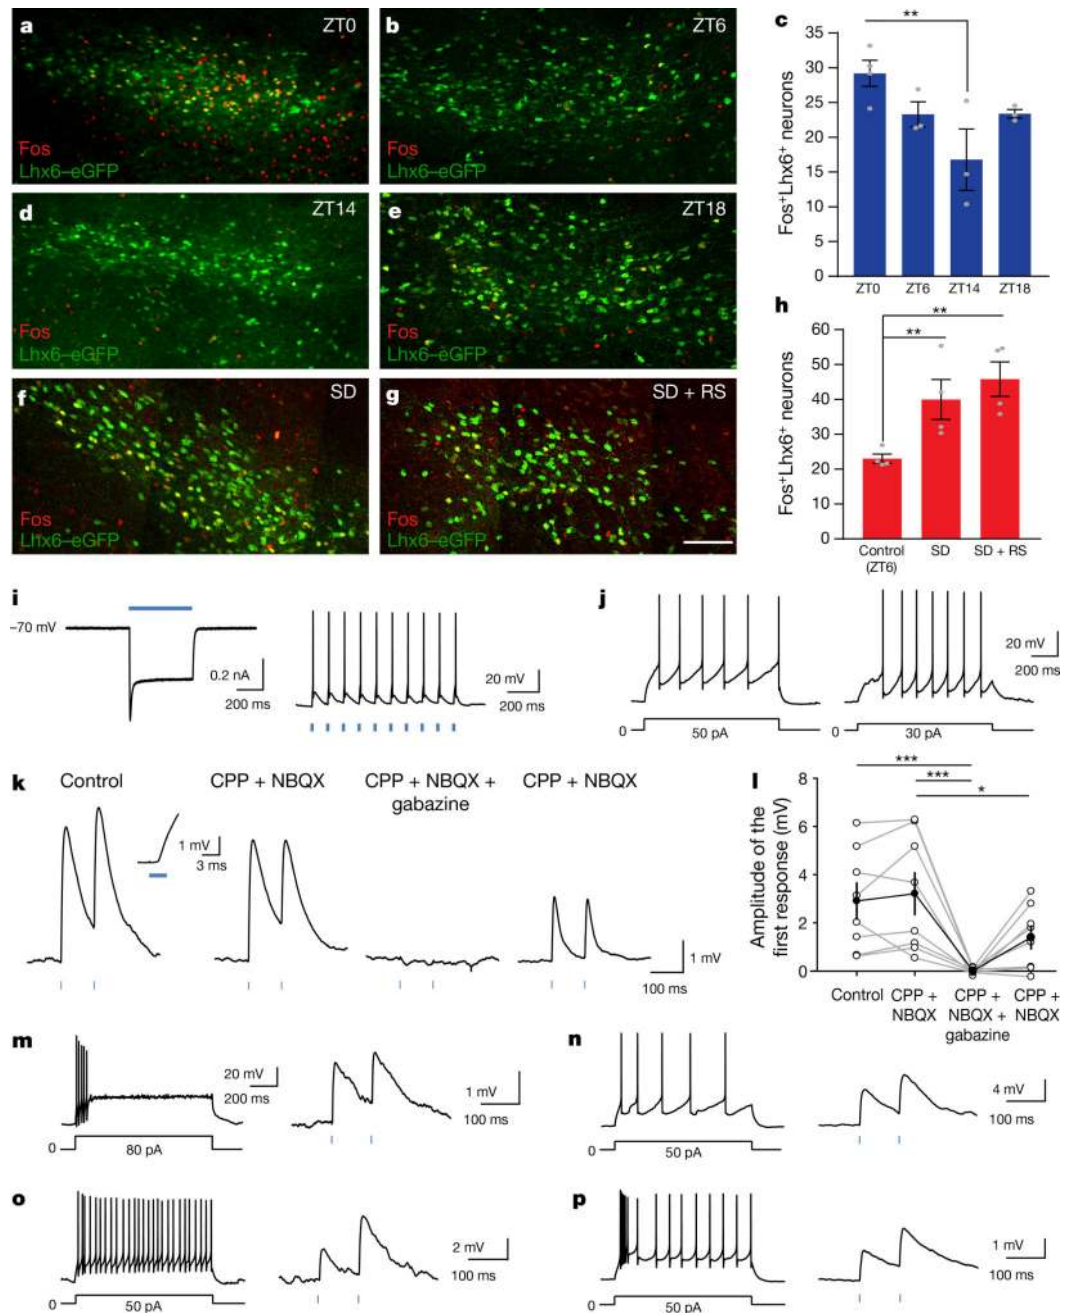 a
ZT0
Fos
Lhx6–eGFP
b
ZT6
Fos
Lhx6–eGFP
c
**
Fos+Lhx6+ neurons
35
30
25
20
15
10
5
0
ZT0 ZT6 ZT14 ZT18
d
ZT14
Fos
Lhx6–eGFP
e
ZT18
Fos
Lhx6–eGFP
f
SD
Fos
Lhx6–eGFP
g
SD + RS
Fos
Lhx6–eGFP
h
**
**
Fos+Lhx6+ neurons
60
50
40
30
20
10
0
Control (ZT6) SD SD + RS
i
–70 mV
0.2 nA
200 ms
20 mV
200 ms
j
20 mV
200 ms
0 50 pA
0 30 pA
k
Control
CPP + NBQX
CPP + NBQX + gabazine
CPP + NBQX
1 mV
3 ms
1 mV
100 ms
l
***
***
*
Amplitude of the first response (mV)
8
6
4
2
0
Control
CPP + NBQX
CPP + NBQX + gabazine
CPP + NBQX
m
20 mV
200 ms
0 80 pA
1 mV
100 ms
n
0 50 pA
4 mV
100 ms
o
0 50 pA
2 mV
100 ms
p
0 50 pA
1 mV
100 ms